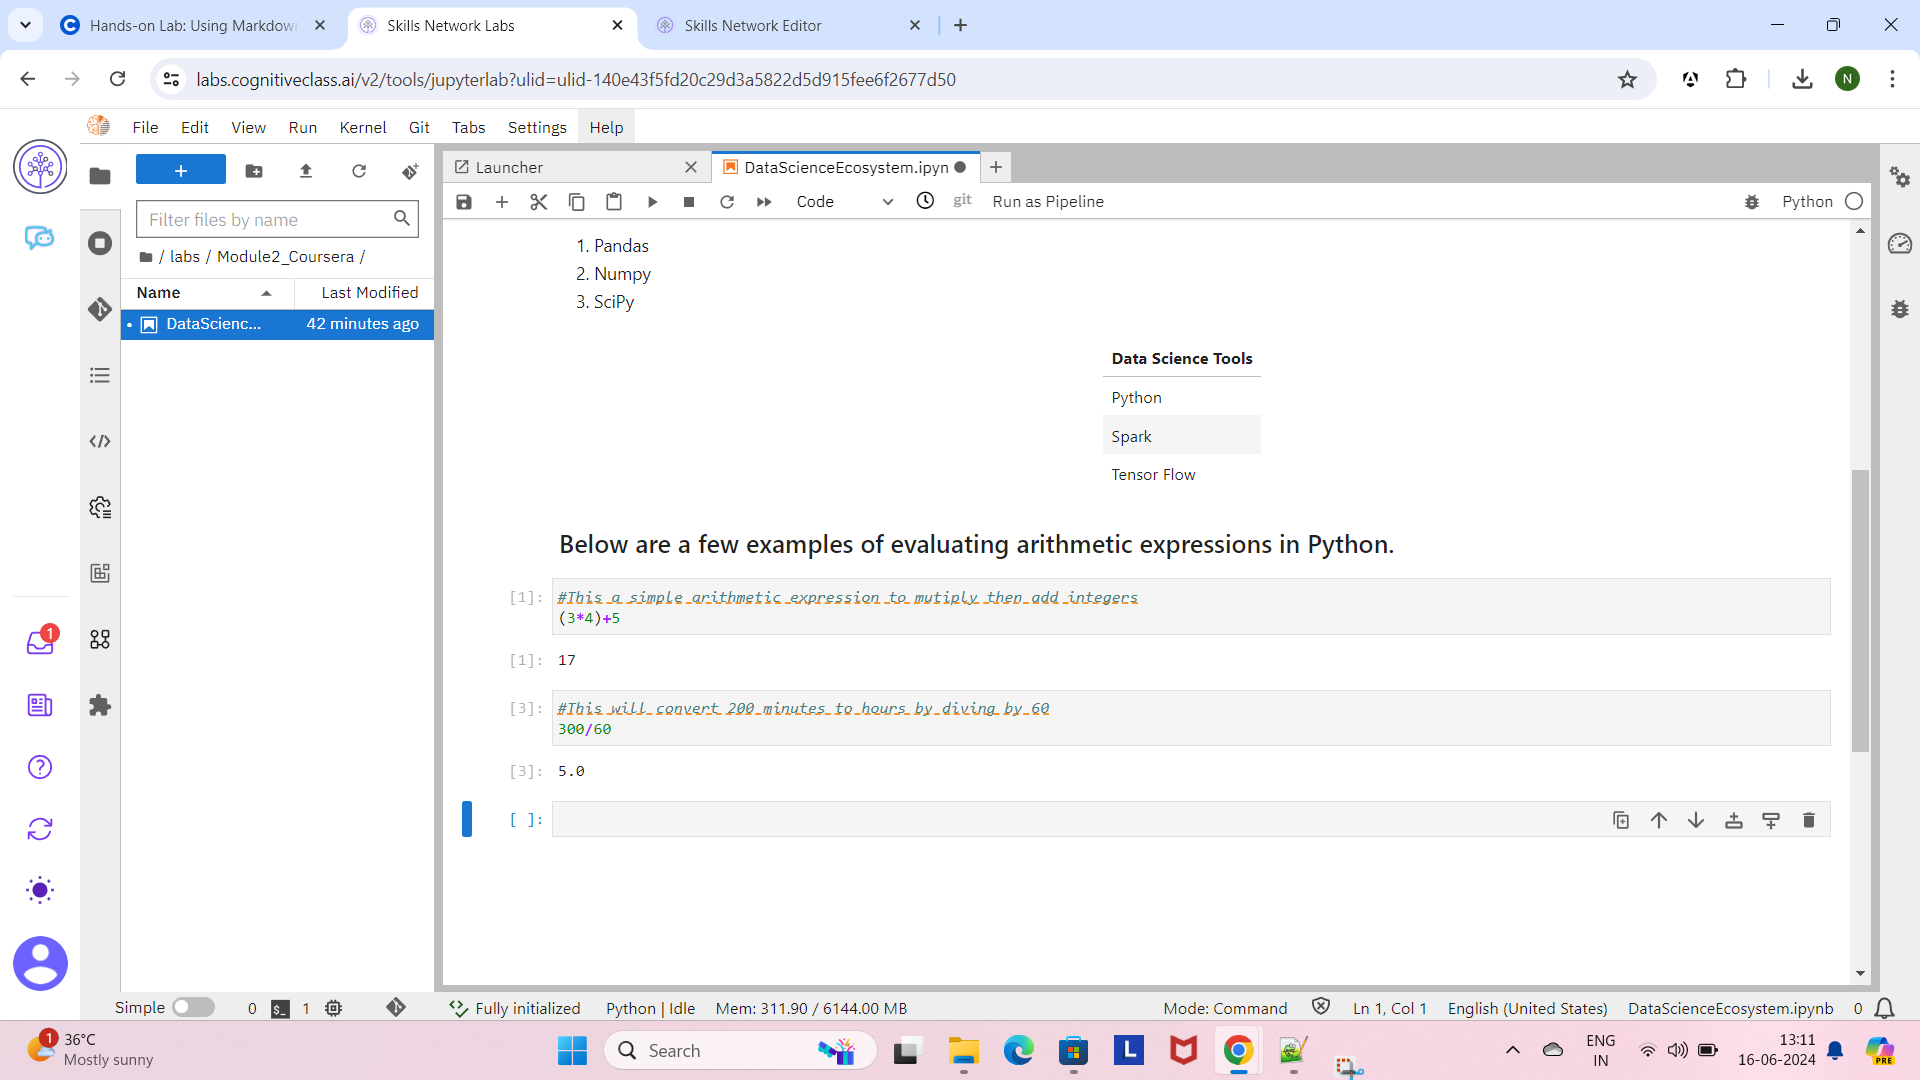 Hands-on Lab: Using Markdown
Skills Network Labs
Skills Network Editor
labs.cognitiveclass.ai/v2/tools/jupyterlab?ulid=ulid-140e43f5fd20c29d3a5822d5d915fee6f2677d50
N
File Edit View Run Kernel Git Tabs Settings Help
Launcher
DataScienceEcosystem.ipyn
Filter files by name
/ labs / Module2_Coursera /
Name Last Modified
DataScienc... 42 minutes ago
Code
git
Run as Pipeline
Python
1. Pandas
2. Numpy
3. SciPy
Data Science Tools
Python
Spark
Tensor Flow
Below are a few examples of evaluating arithmetic expressions in Python.
[1]: #This a simple arithmetic expression to mutiply then add integers
(3*4)+5
[1]: 17
[3]: #This will convert 200 minutes to hours by diving by 60
300/60
[3]: 5.0
[ ]:
1
Simple 0 1 Fully initialized Python | Idle Mem: 311.90 / 6144.00 MB Mode: Command Ln 1, Col 1 English (United States) DataScienceEcosystem.ipynb 0
1
36°C
Mostly sunny
Search
L
ENG
IN
13:11
16-06-2024
PRE